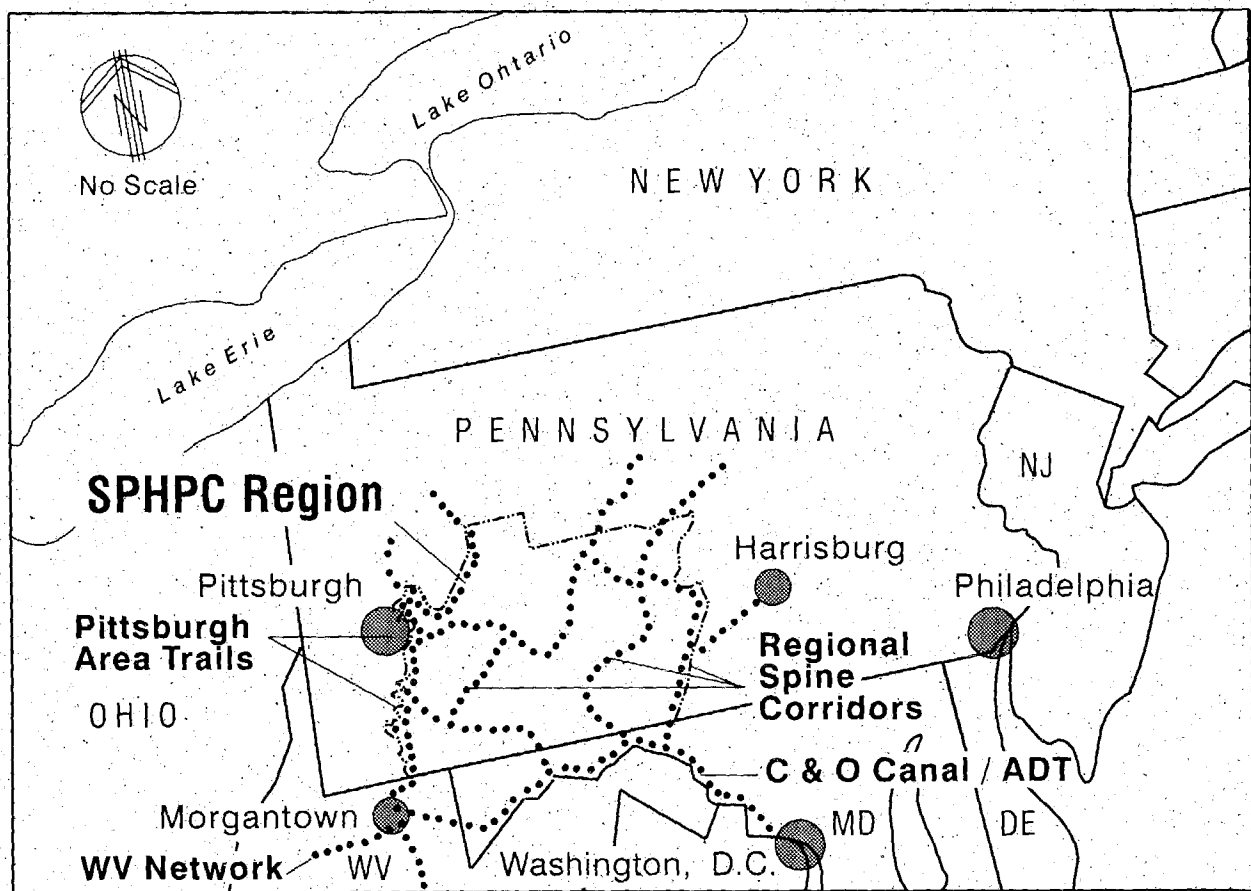 Lake Ontario
N
No Scale
NEW YORK
Lake Erie
PENNSYLVANIA
NJ
SPHPC Region
Harrisburg
Pittsburgh
Philadelphia
Pittsburgh
Area Trails
Regional
Spine
Corridors
OHIO
C & O Canal / ADT
Morgantown
MD
DE
WV Network
WV
Washington, D.C.